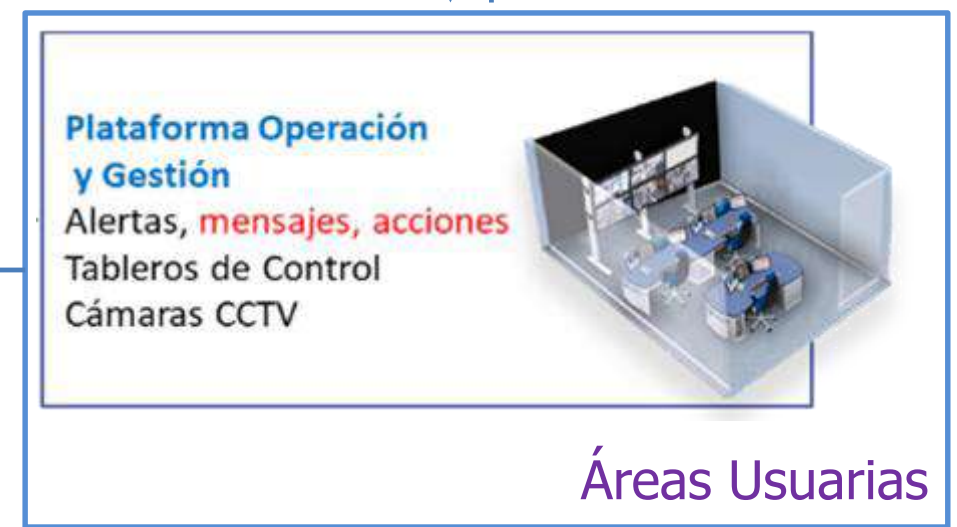 Plataforma Operación
y Gestión
Alertas, mensajes, acciones
Tableros de Control
Cámaras CCTV
Áreas Usuarias